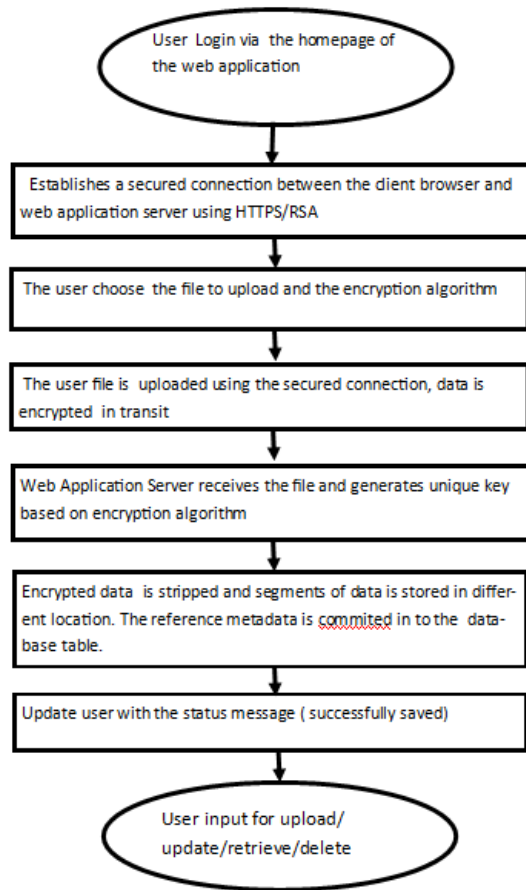 User Login via the homepage of
the web application
Establishes a secured connection between the client browser and
web application server using HTTPS/RSA
The user choose the file to upload and the encryption algorithm
The user file is uploaded using the secured connection, data is
encrypted in transit
Web Application Server receives the file and generates unique key
based on encryption algorithm
Encrypted data is stripped and segments of data is stored in differ-
ent location. The reference metadata is commited in to the data-
base table.
Update user with the status message ( successfully saved)
User input for upload/
update/retrieve/delete